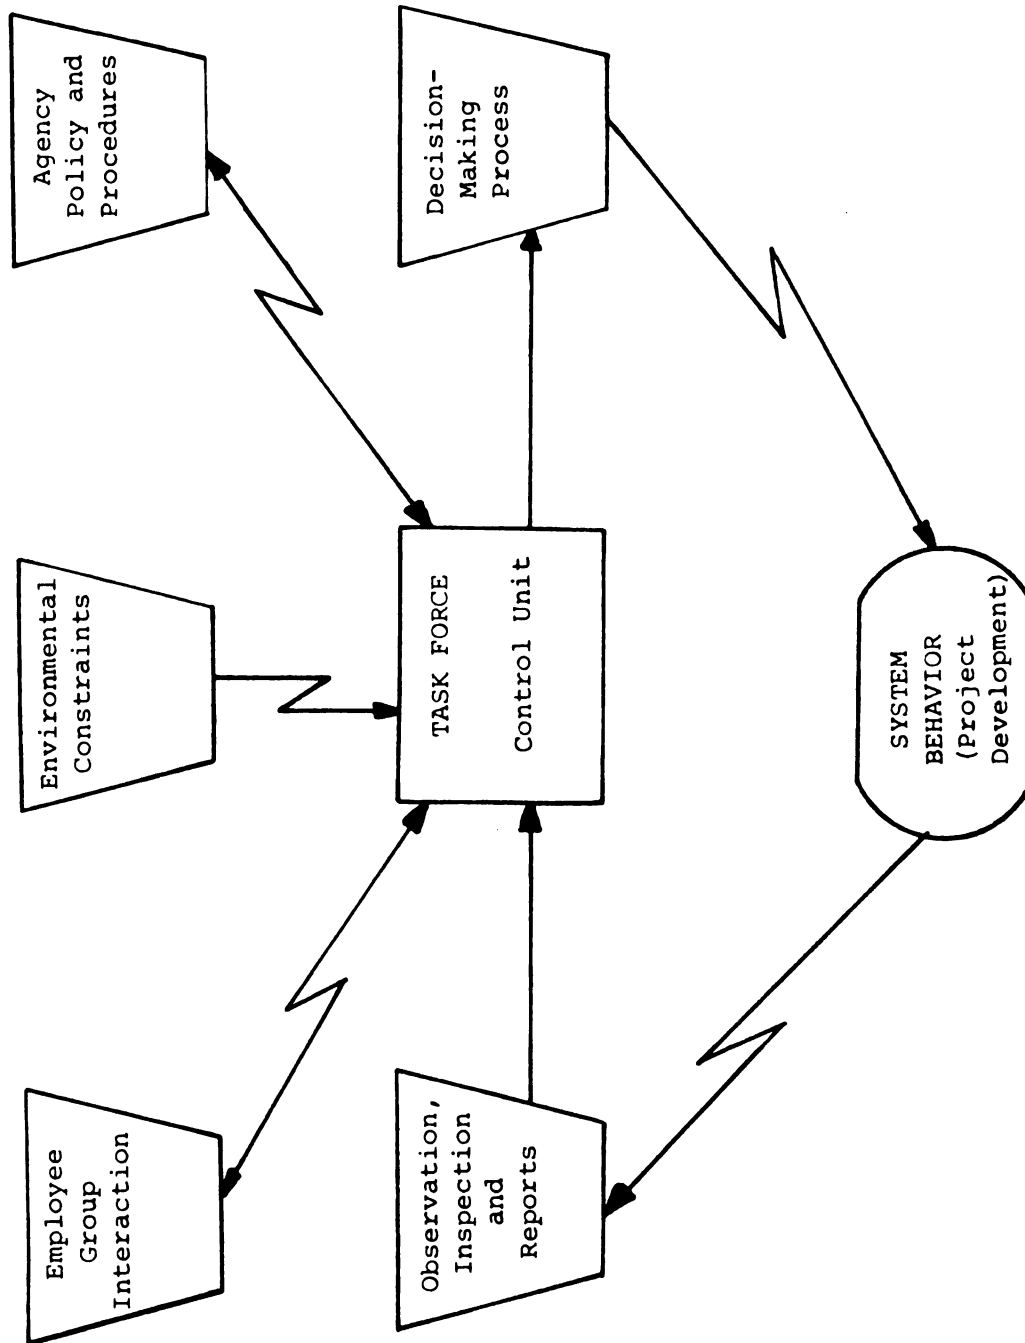 Employee
Group
Interaction
Environmental
Constraints
Agency
Policy and
Procedures
Observation,
Inspection
and
Reports
TASK FORCE
Control Unit
Decision-
Making
Process
SYSTEM
BEHAVIOR
(Project
Development)